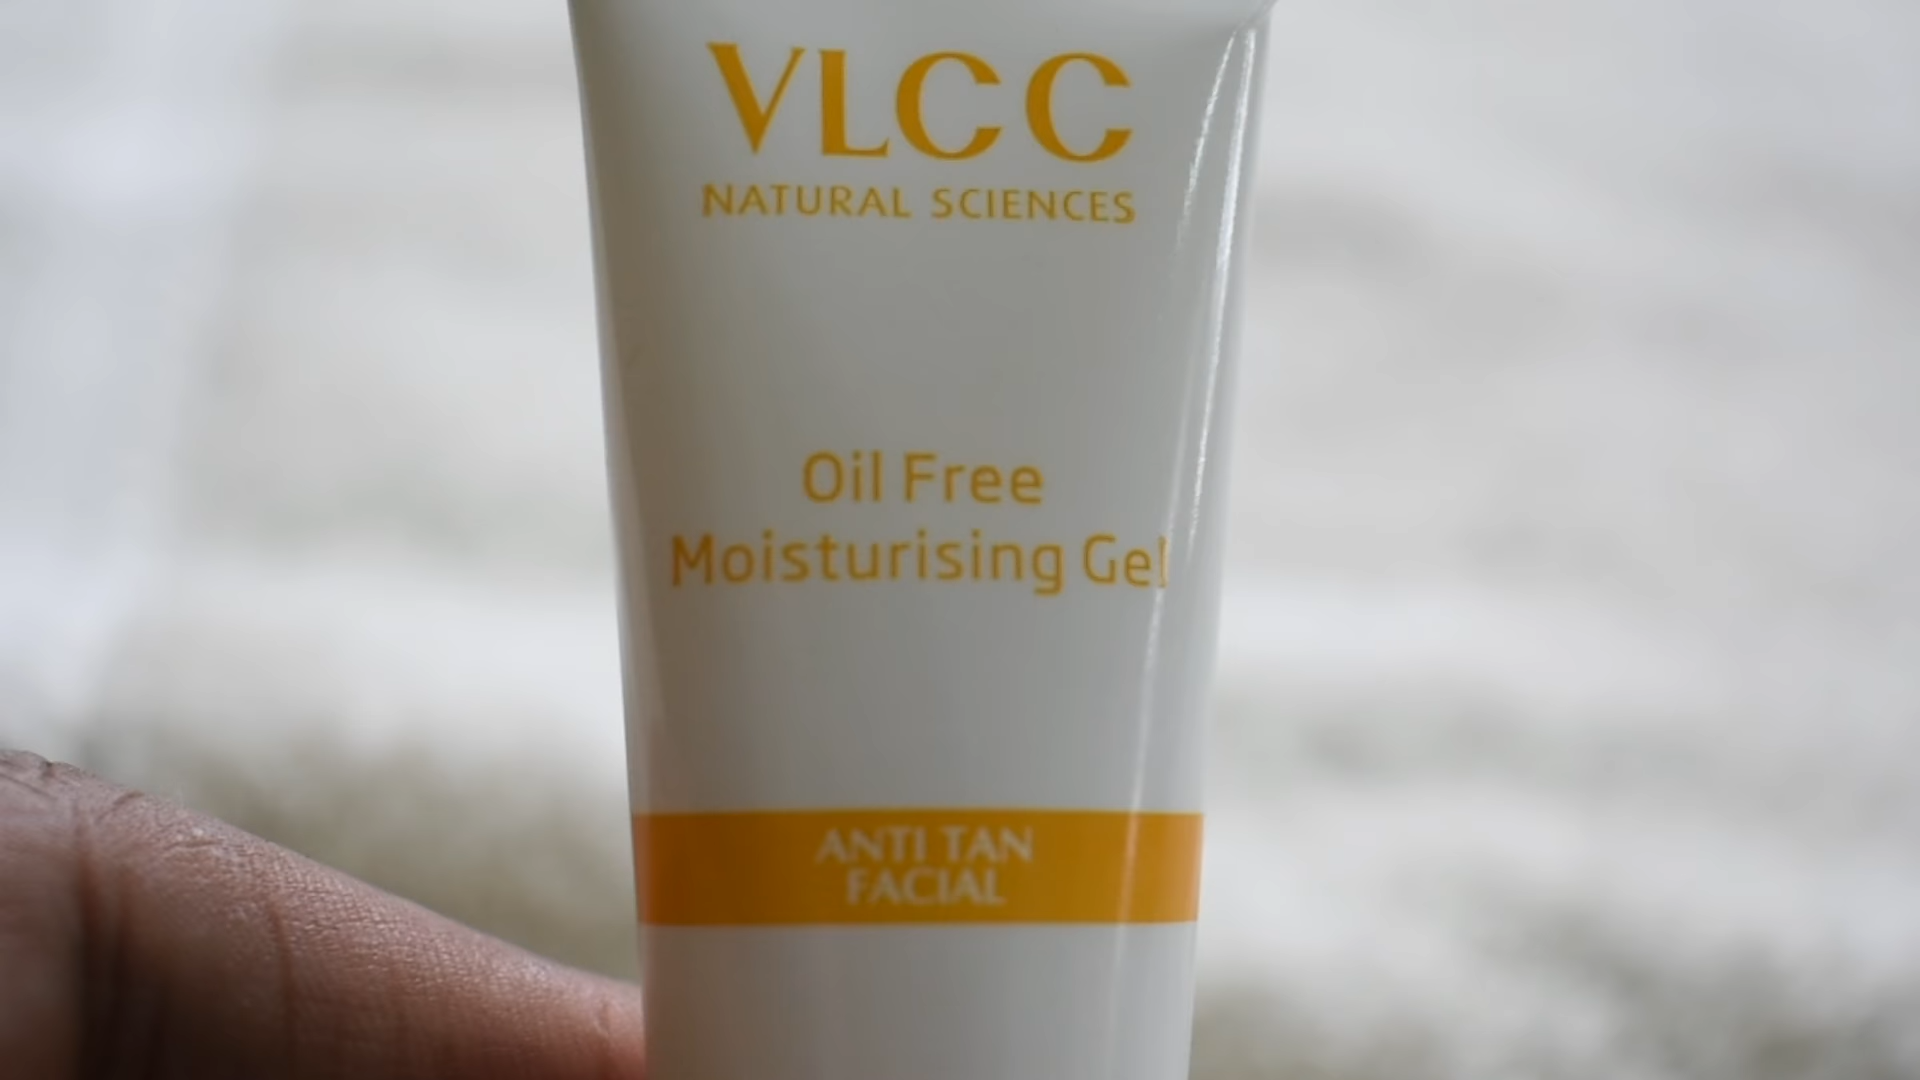 VLCC
NATURAL SCIENCES
Oil Free
Moisturising Gel
ANTI TAN
FACIAL